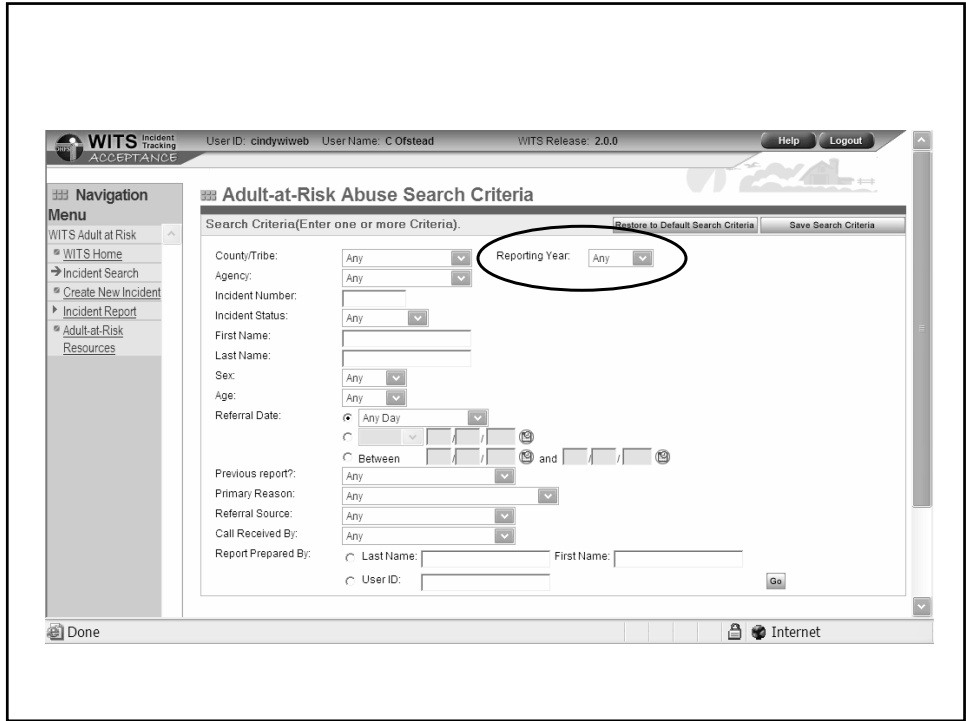 WITS Incident Tracking
ACCEPTANCE
DHFS
User ID: cindywiweb User Name: C Ofstead WITS Release: 2.0.0 Help Logout
Navigation Menu
WITS Adult at Risk
WITS Home
Incident Search
Create New Incident
Incident Report
Adult-at-Risk
Resources
Adult-at-Risk Abuse Search Criteria
Search Criteria(Enter one or more Criteria). Restore to Default Search Criteria Save Search Criteria
County/Tribe: Any Reporting Year: Any
Agency: Any
Incident Number:
Incident Status: Any
First Name:
Last Name:
Sex: Any
Age: Any
Referral Date: Any Day
/ /
Between / / and / /
Previous report?: Any
Primary Reason: Any
Referral Source: Any
Call Received By: Any
Report Prepared By: Last Name: First Name:
User ID: Go
Done Internet